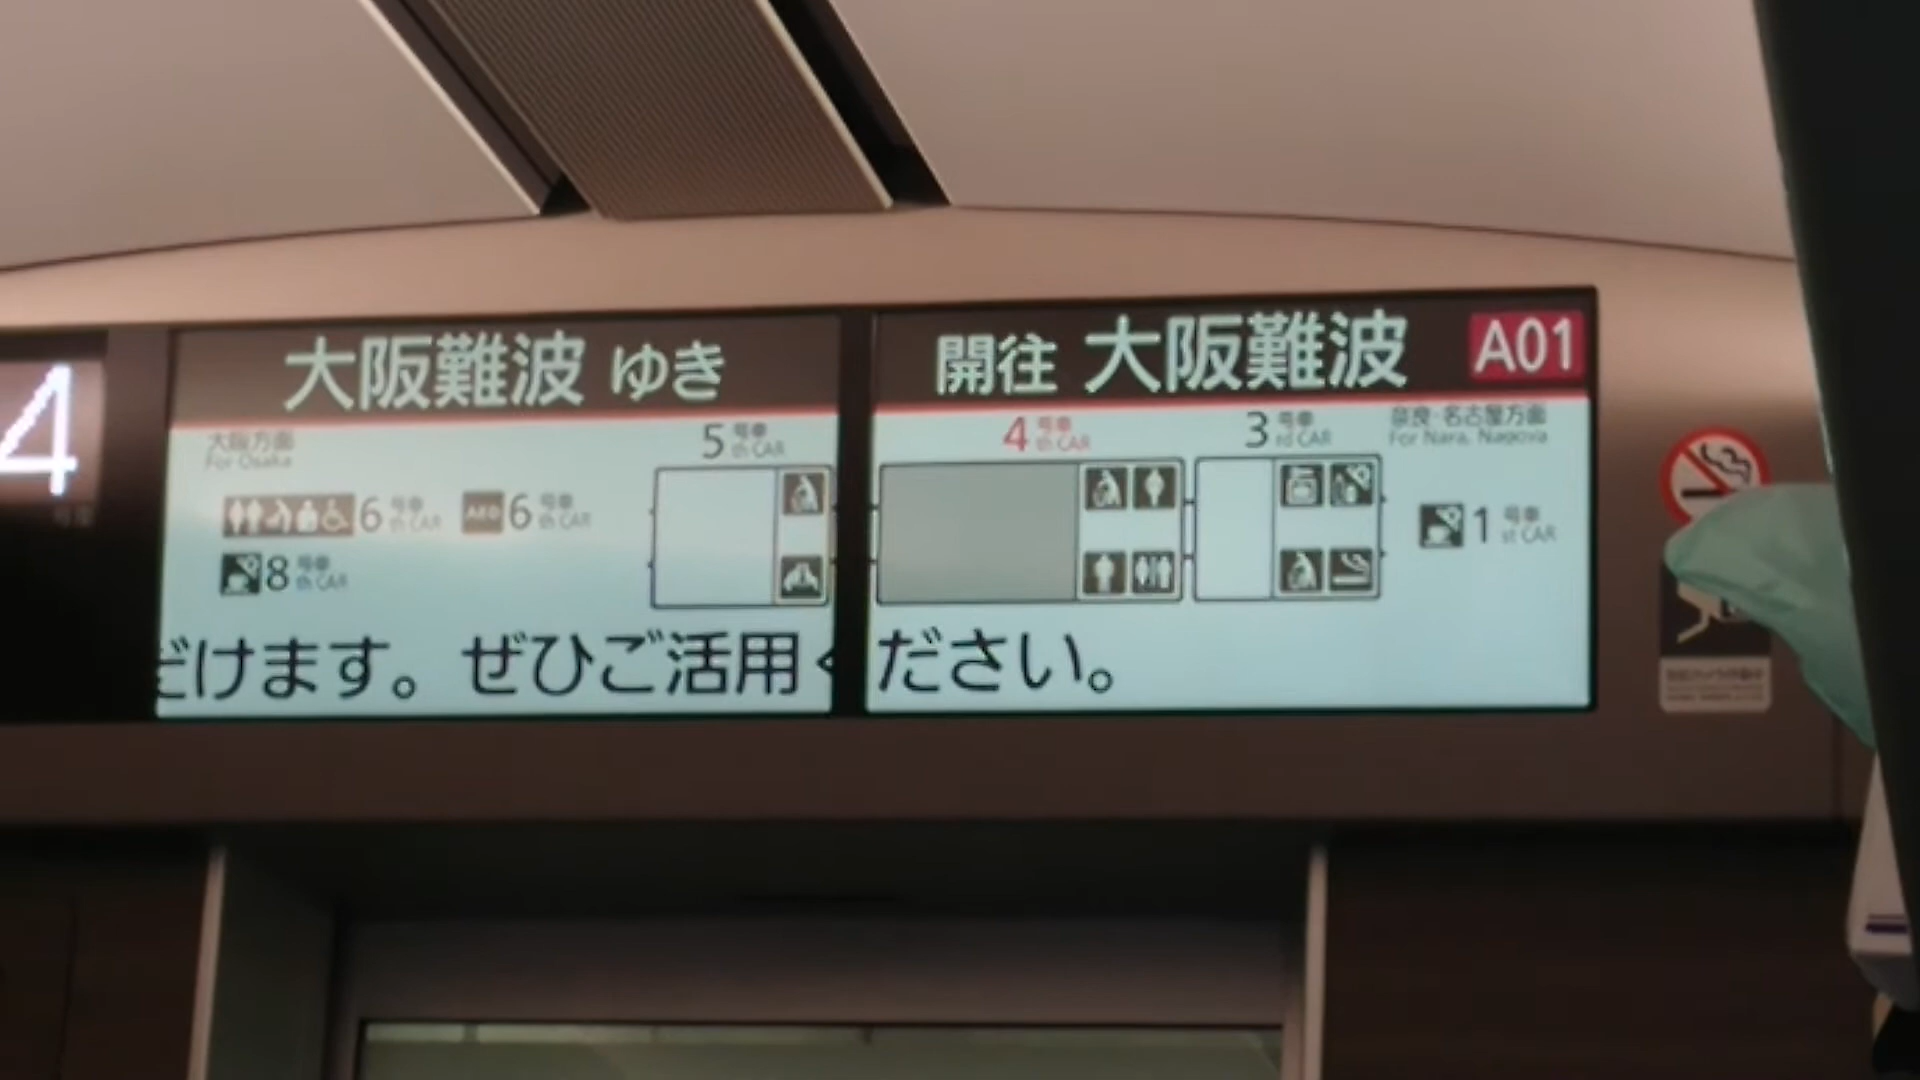 4
大阪難波 ゆき
大阪方面
For Osaka
5 号車 th CAR
6 号車 th CAR
AED 6 号車 th CAR
8 号車 th CAR
だけます。ぜひご活用く
開往 大阪難波 A01
4 号車 th CAR
3 号車 rd CAR
奈良・名古屋方面
For Nara, Nagoya
1 号車 st CAR
ださい。